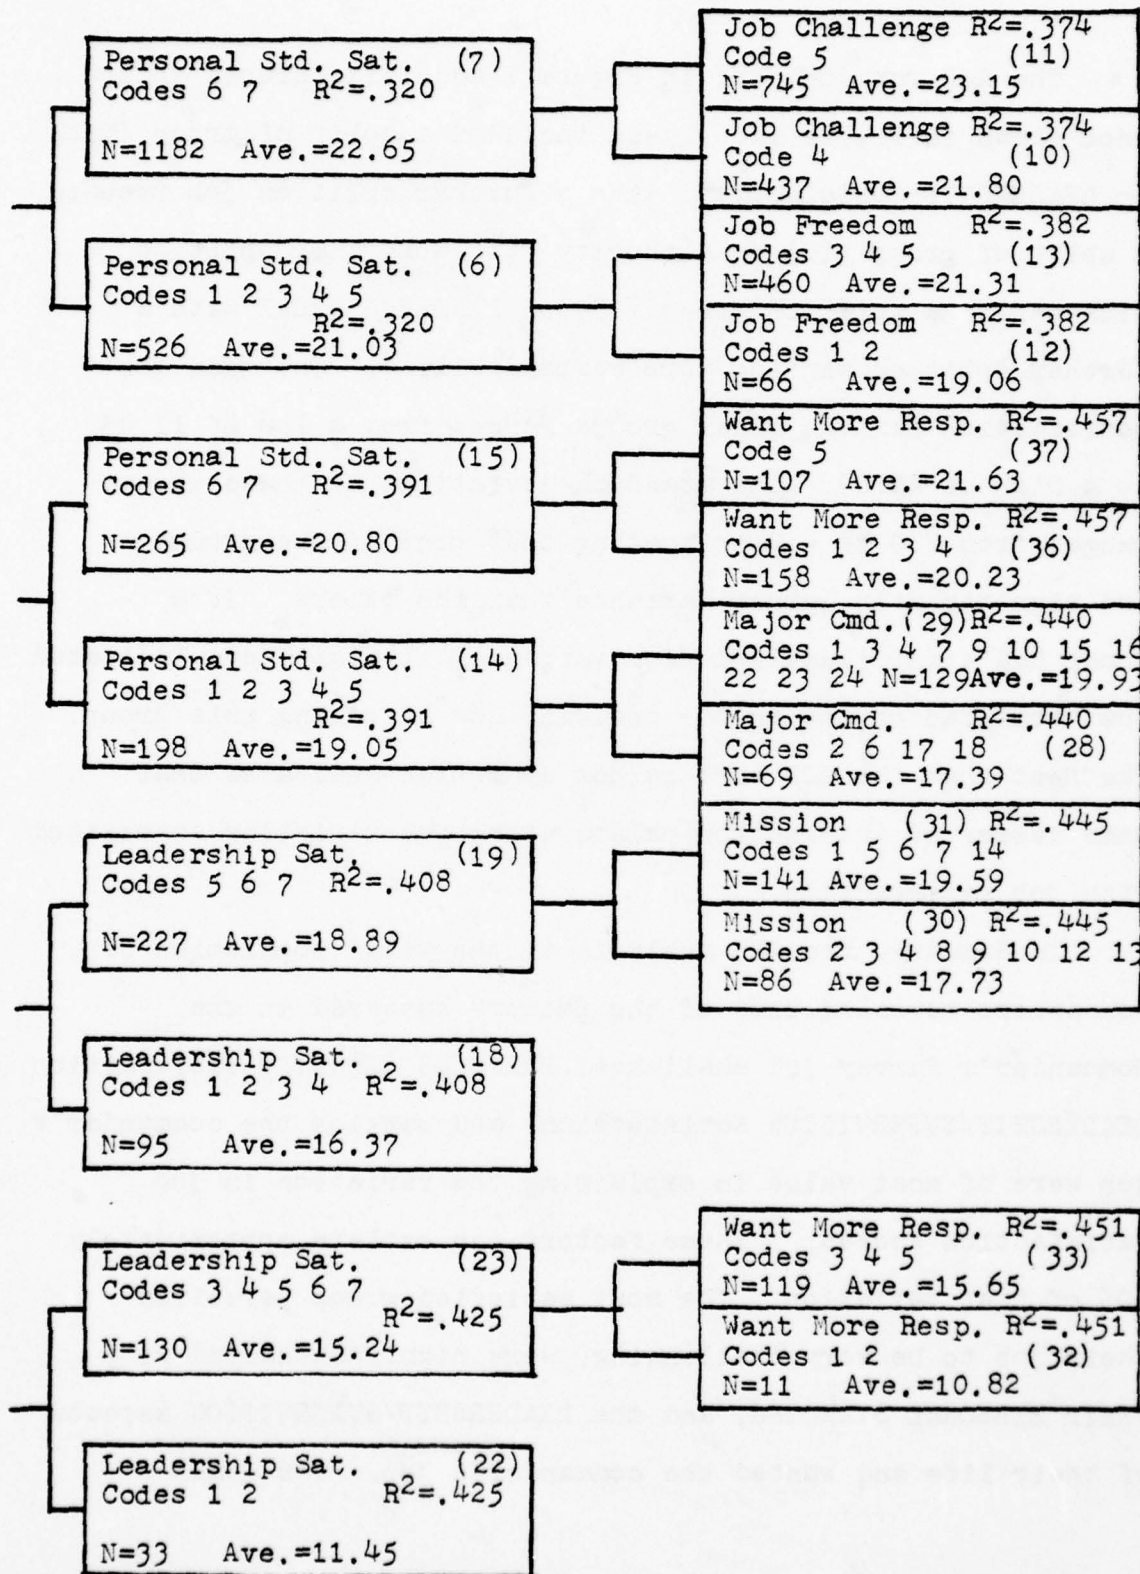 Personal Std. Sat. (7)
Codes 6 7 R²=.320
N=1182 Ave.=22.65
Personal Std. Sat. (6)
Codes 1 2 3 4 5
R²=.320
N=526 Ave.=21.03
Personal Std. Sat. (15)
Codes 6 7 R²=.391
N=265 Ave.=20.80
Personal Std. Sat. (14)
Codes 1 2 3 4 5
R²=.391
N=198 Ave.=19.05
Leadership Sat. (19)
Codes 5 6 7 R²=.408
N=227 Ave.=18.89
Leadership Sat. (18)
Codes 1 2 3 4 R²=.408
N=95 Ave.=16.37
Leadership Sat. (23)
Codes 3 4 5 6 7
R²=.425
N=130 Ave.=15.24
Leadership Sat. (22)
Codes 1 2 R²=.425
N=33 Ave.=11.45
Job Challenge R²=.374
Code 5 (11)
N=745 Ave.=23.15
Job Challenge R²=.374
Code 4 (10)
N=437 Ave.=21.80
Job Freedom R²=.382
Codes 3 4 5 (13)
N=460 Ave.=21.31
Job Freedom R²=.382
Codes 1 2 (12)
N=66 Ave.=19.06
Want More Resp. R²=.457
Code 5 (37)
N=107 Ave.=21.63
Want More Resp. R²=.457
Codes 1 2 3 4 (36)
N=158 Ave.=20.23
Major Cmd. (29) R²=.440
Codes 1 3 4 7 9 10 15 16
22 23 24 N=129 Ave.=19.93
Major Cmd. R²=.440
Codes 2 6 17 18 (28)
N=69 Ave.=17.39
Mission (31) R²=.445
Codes 1 5 6 7 14
N=141 Ave.=19.59
Mission (30) R²=.445
Codes 2 3 4 8 9 10 12 13
N=86 Ave.=17.73
Want More Resp. R²=.451
Codes 3 4 5 (33)
N=119 Ave.=15.65
Want More Resp. R²=.451
Codes 1 2 (32)
N=11 Ave.=10.82